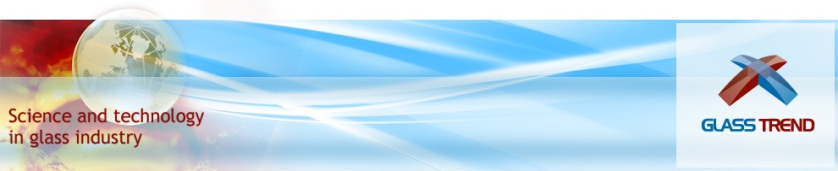 Science and technology
in glass industry
GLASS TREND